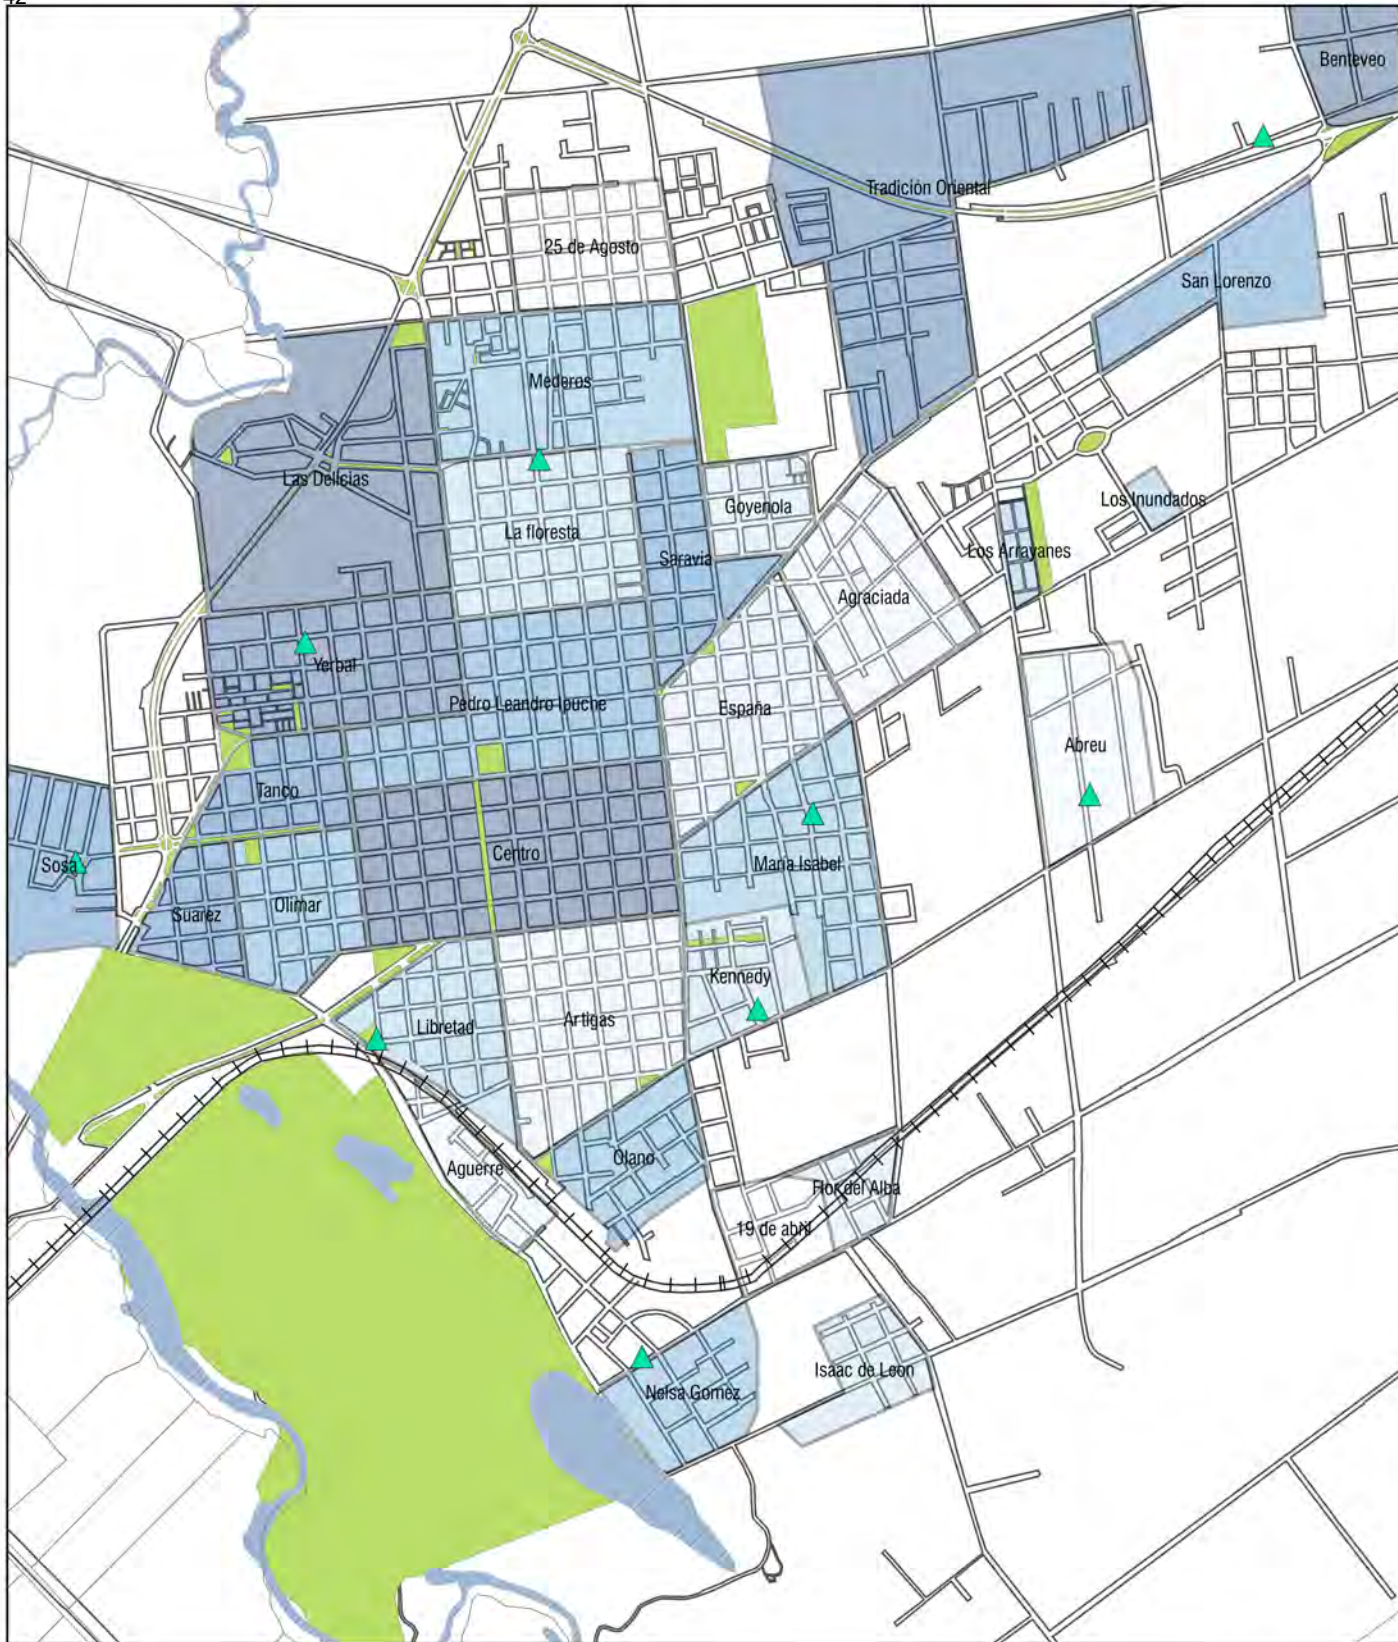 42
Benteveo
Tradición Oriental
25 de Agosto
San Lorenzo
Mederos
Las Delicias
Los Inundados
Goyenola
La floresta
Los Arrayanes
Saravia
Agraciada
Yerbal
Pedro Leandro Ipuche
España
Abreu
Tanco
Centro
Sosa
María Isabel
Olimar
Suarez
Kennedy
Libretad
Artigas
Olano
Aguerre
Flor del Alba
19 de abril
Isaac de Leon
Nelsa Gomez